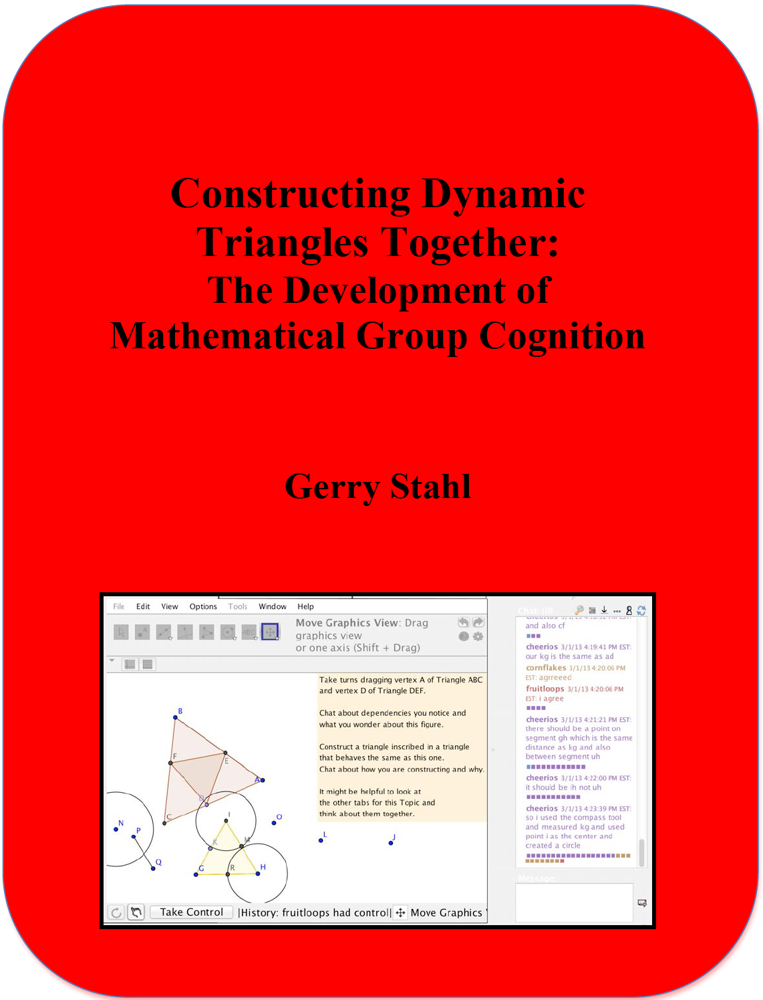 Constructing Dynamic
Triangles Together:
The Development of
Mathematical Group Cognition
Gerry Stahl
File Edit View Options Tools Window Help
Move Graphics View: Drag
graphics view
or one axis (Shift + Drag)
ABC
Take turns dragging vertex A of Triangle ABC
and vertex D of Triangle DEF.
Chat about dependencies you notice and
what you wonder about this figure.
Construct a triangle inscribed in a triangle
that behaves the same as this one.
Chat about how you are constructing and why.
It might be helpful to look at
the other tabs for this Topic and
think about them together.
B
F
E
A
D
C
I
O
N
P
L
J
K
M
Q
G
R
H
Take Control |History: fruitloops had control| Move Graphics
Chat: (0)
and also cf
cheerios 3/1/13 4:19:41 PM EST:
our kg is the same as ad
cornflakes 3/1/13 4:20:06 PM
EST: agrreeed
fruitloops 3/1/13 4:20:06 PM
EST: i agree
cheerios 3/1/13 4:21:21 PM EST:
there should be a point on
segment gh which is the same
distance as kg and also
between segment uh
cheerios 3/1/13 4:22:00 PM EST:
it should be ih not uh
cheerios 3/1/13 4:23:39 PM EST:
so i used the compass tool
and measured kg and used
point i as the center and
created a circle
Message: